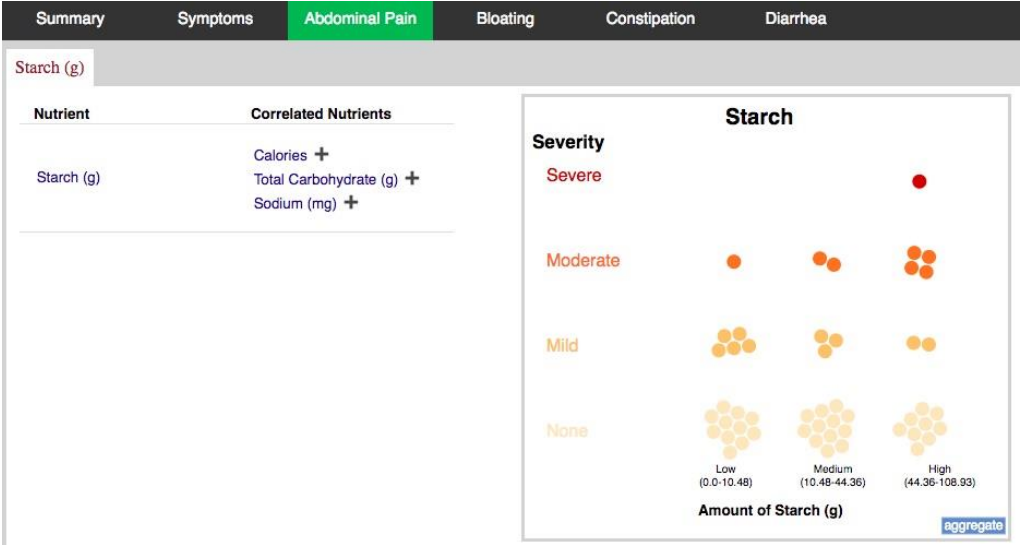 Summary Symptoms Abdominal Pain Bloating Constipation Diarrhea
Starch (g)
Nutrient Correlated Nutrients
Starch (g)
Calories +
Total Carbohydrate (g) +
Sodium (mg) +
Starch
Severity
Severe
Moderate
Mild
None
Low Medium High
(0.0-10.48) (10.48-44.36) (44.36-108.93)
Amount of Starch (g)
aggregate